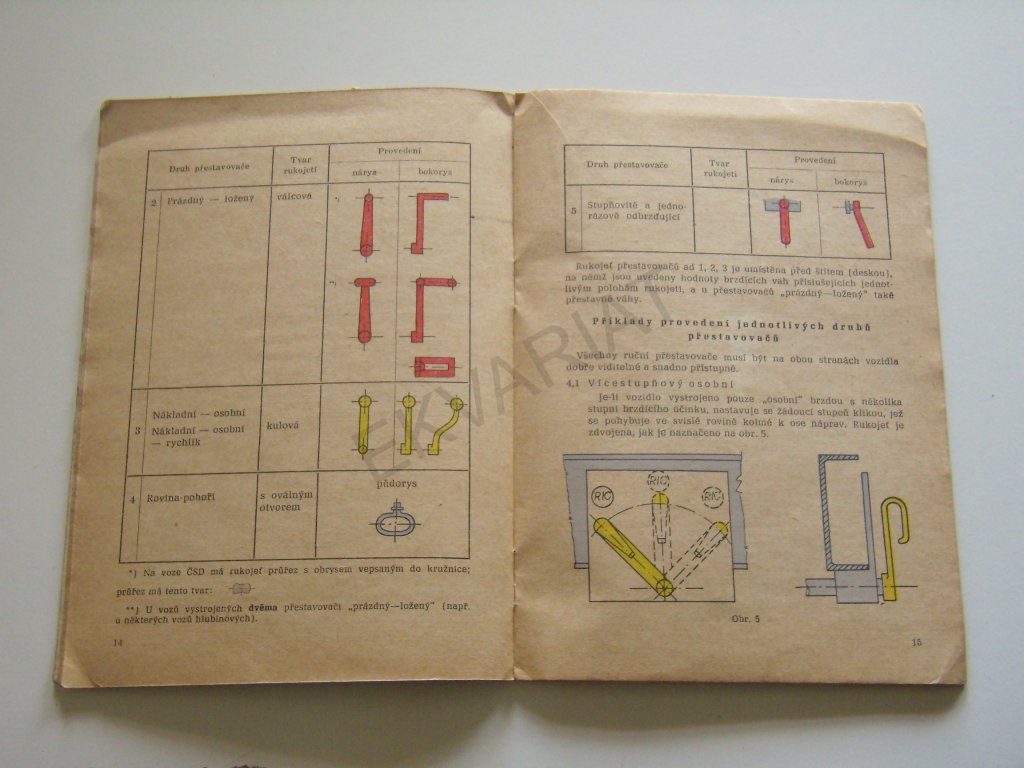 Druh přestavovače
Tvar
rukojeti
Provedení
nárys
bokorys
2
Prázdný — ložený
válcová
*)
**)
3
Nákladní — osobní
Nákladní — osobní
— rychlík
kulová
4
Rovina-pohoří
s oválným
otvorem
půdorys
*) Na voze ČSD má rukojeť průřez s obrysem vepsaným do kružnice;
průřez má tento tvar:
**) U vozů vystrojených dvěma přestavovači „prázdný—ložený" (např.
u některých vozů hlubinových).
14
Druh přestavovače
Tvar
rukojeti
Provedení
nárys
bokorys
5
Stupňovitě a jedno-
rázově odbrzďující
Rukojeť přestavovačů ad 1, 2, 3 je umístěna před štítem (deskou),
na němž jsou uvedeny hodnoty brzdicích vah příslušejících jednot-
livým polohám rukojeti, a u přestavovačů „prázdný—ložený" také
přestavné váhy.
Příklady provedení jednotlivých druhů
přestavovačů
Všechny ruční přestavovače musí být na obou stranách vozidla
dobře viditelné a snadno přístupné.
4.1 Vícestupňový osobní
Je-li vozidlo vystrojeno pouze „osobní" brzdou s několika
stupni brzdicího účinku, nastavuje se žádoucí stupeň klikou, jež
se pohybuje ve svislé rovině kolmé k ose náprav. Rukojeť je
zdvojena, jak je naznačeno na obr. 5.
RIC
RIC
RIC
Obr. 5
15
EKVARIAT